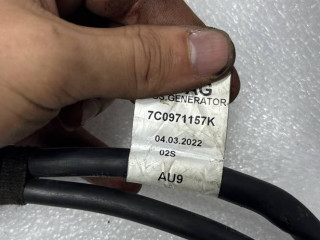 AG
GENERATOR
7C0971157K
04.03.2022
02S
AU9